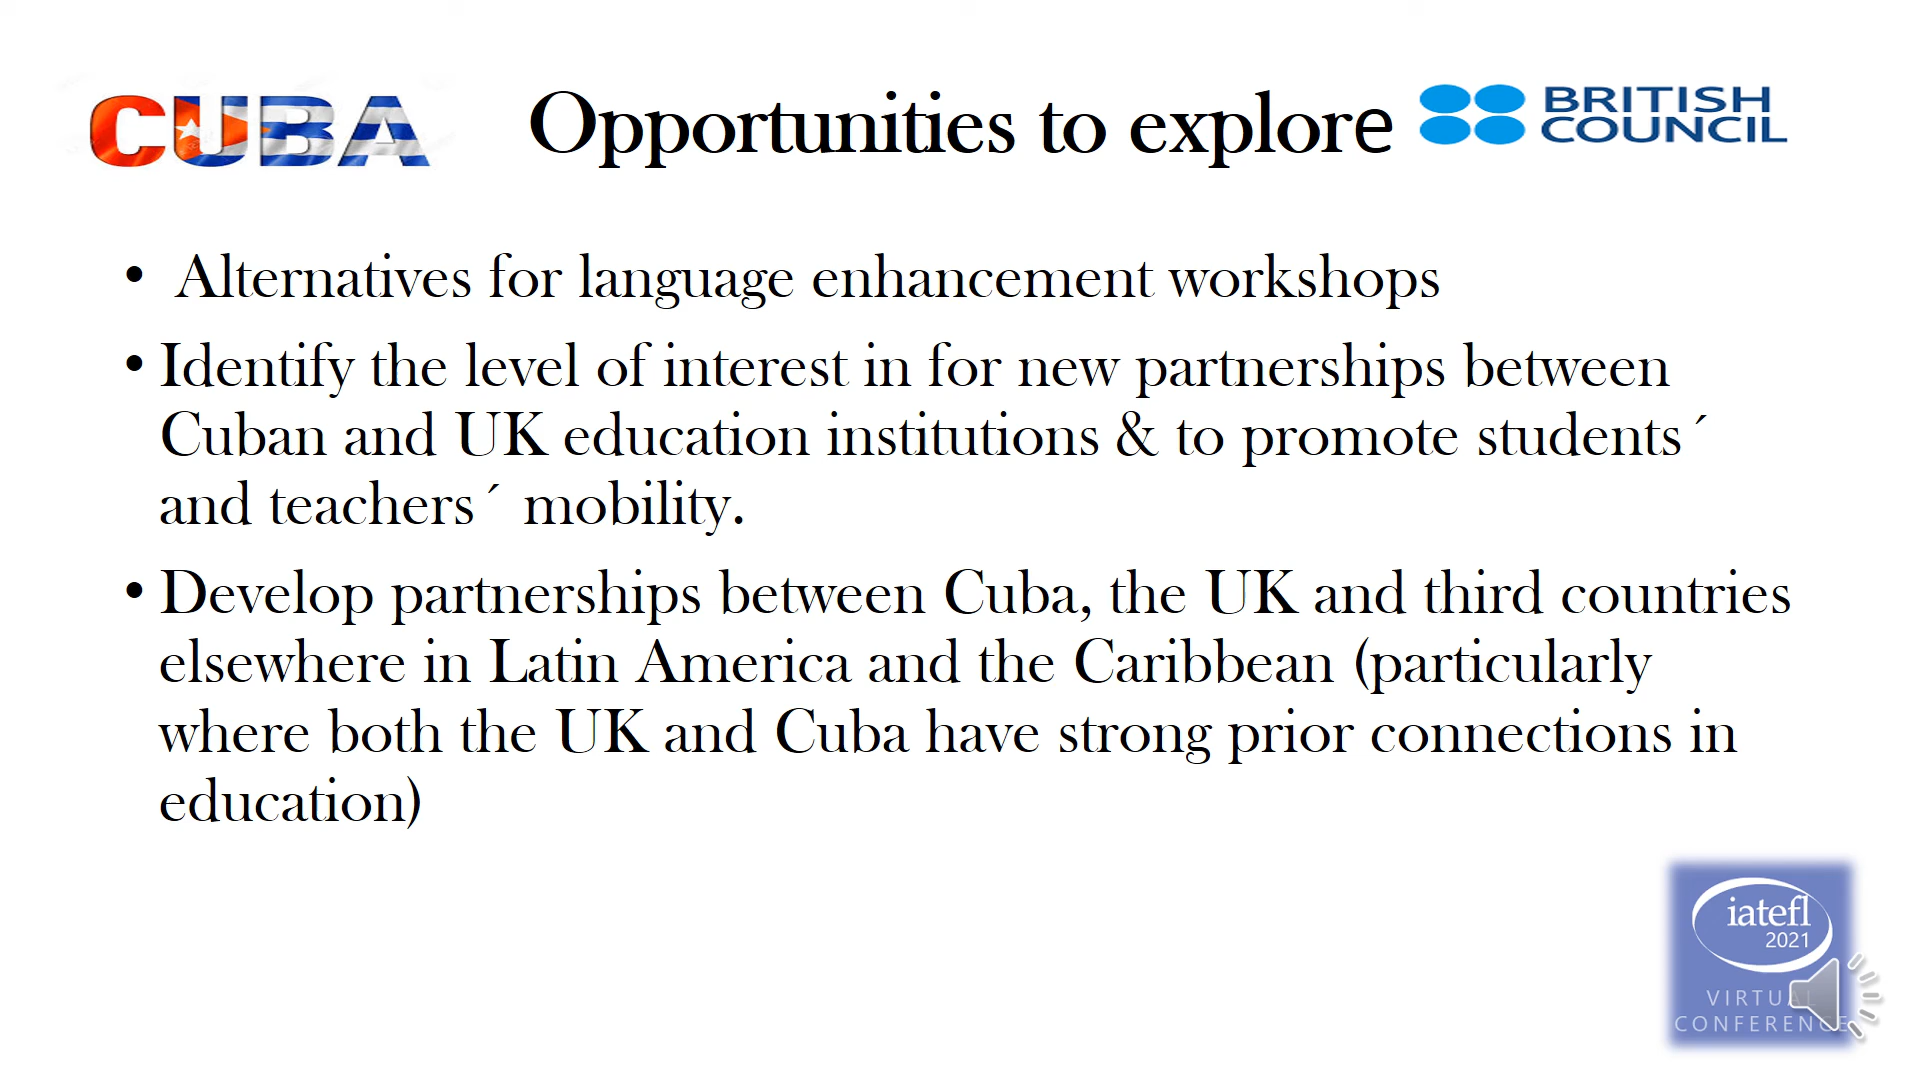 CUBA
Opportunities to explore
BRITISH
COUNCIL
• Alternatives for language enhancement workshops
• Identify the level of interest in for new partnerships between
Cuban and UK education institutions & to promote students´
and teachers´ mobility.
• Develop partnerships between Cuba, the UK and third countries
elsewhere in Latin America and the Caribbean (particularly
where both the UK and Cuba have strong prior connections in
education)
iatefl
2021
VIRTUAL
CONFERENCE